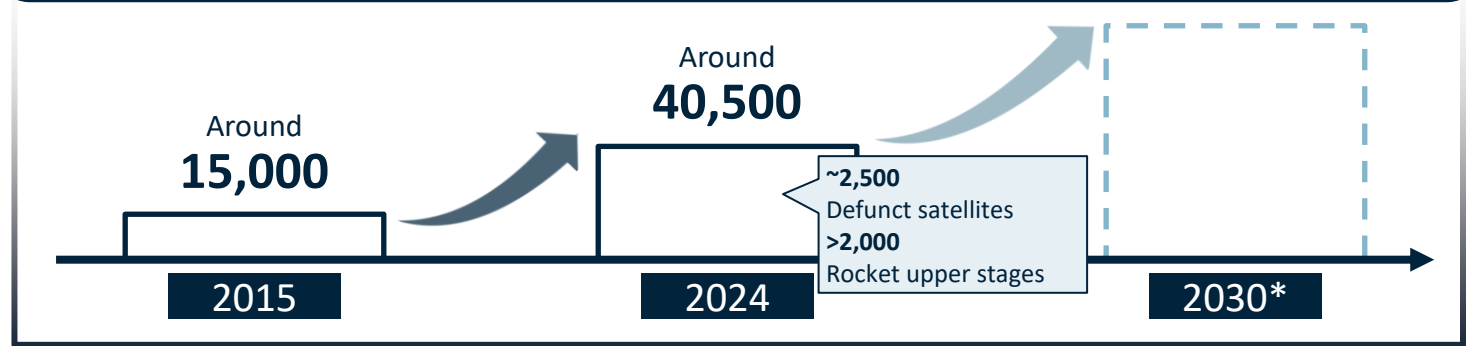 Around
15,000
Around
40,500
~2,500
Defunct satellites
>2,000
Rocket upper stages
2015
2024
2030*